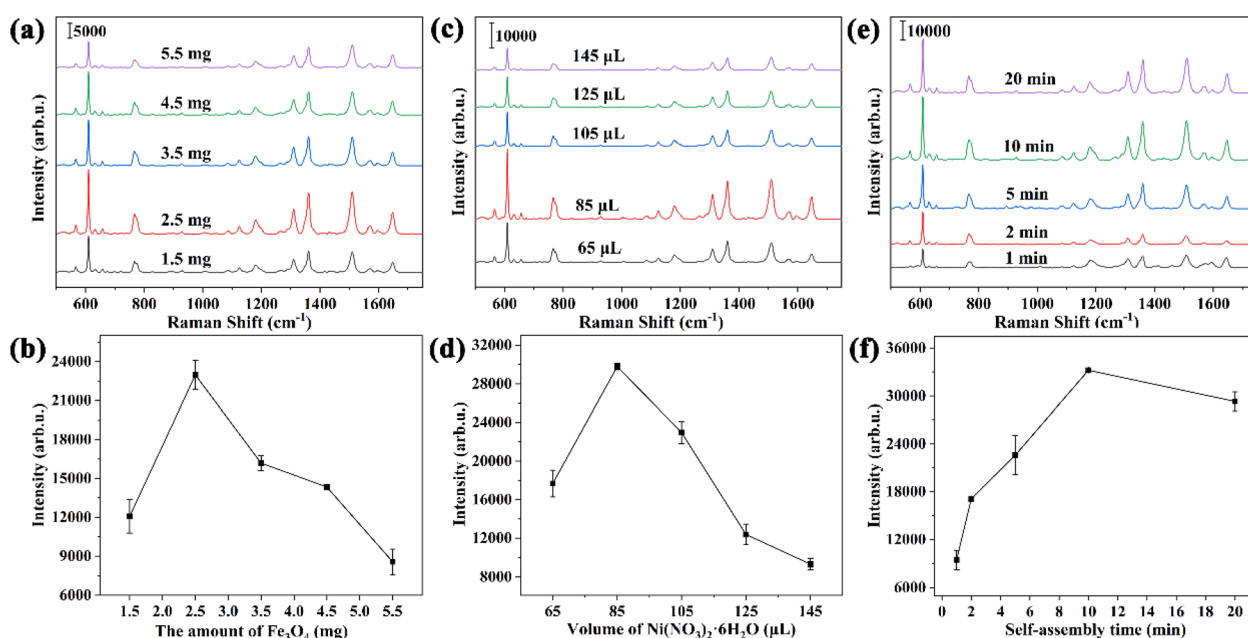 (a)
5000
5.5 mg
4.5 mg
3.5 mg
2.5 mg
1.5 mg
Intensity (arb.u.)
600 800 1000 1200 1400 1600
Raman Shift (cm⁻¹)
(c)
10000
145 µL
125 µL
105 µL
85 µL
65 µL
Intensity (arb.u.)
600 800 1000 1200 1400 1600
Raman Shift (cm⁻¹)
(e)
10000
20 min
10 min
5 min
2 min
1 min
Intensity (arb.u.)
600 800 1000 1200 1400 1600
Raman Shift (cm⁻¹)
(b)
24000
21000
18000
15000
12000
9000
6000
Intensity (arb.u.)
1.5 2.0 2.5 3.0 3.5 4.0 4.5 5.0 5.5
The amount of Fe₃O₄ (mg)
(d)
32000
28000
24000
20000
16000
12000
8000
Intensity (arb.u.)
65 85 105 125 145
Volume of Ni(NO₃)₂·6H₂O (µL)
(f)
36000
30000
24000
18000
12000
6000
Intensity (arb.u.)
0 2 4 6 8 10 12 14 16 18 20
Self-assembly time (min)